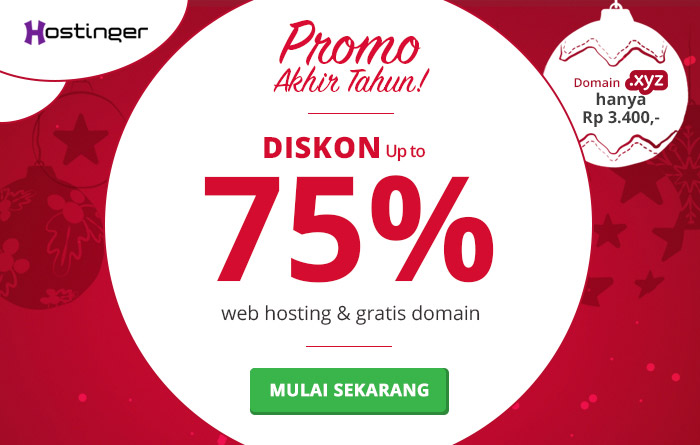 Hostinger
Promo
Akhir Tahun!
Domain .xyz
hanya
Rp 3.400,-
DISKON Up to
75%
web hosting & gratis domain
MULAI SEKARANG